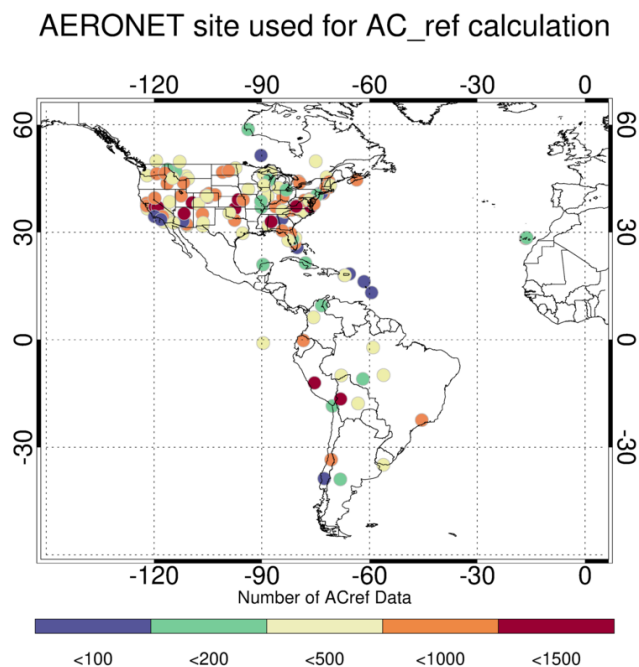 AERONET site used for AC_ref calculation
-120 -90 -60 -30 0
60 60
30 30
0 0
-30 -30
-120 -90 -60 -30 0
Number of ACref Data
<100 <200 <500 <1000 <1500